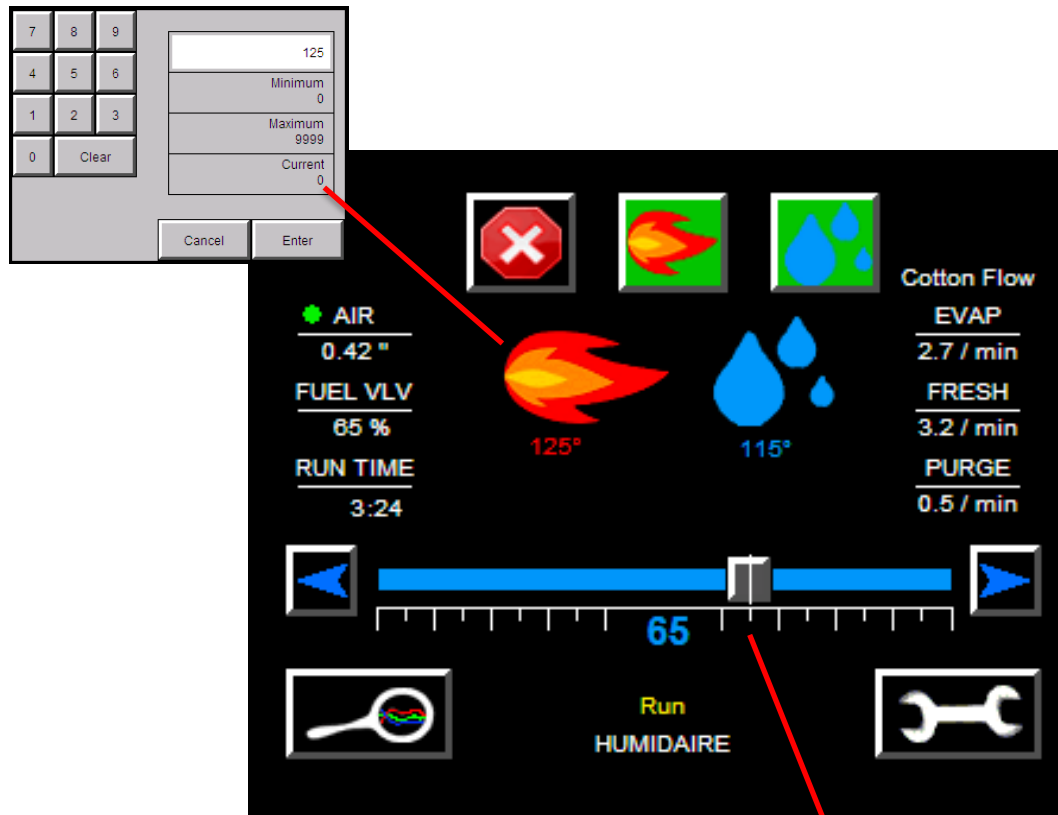 7 8 9
4 5 6
1 2 3
0 Clear
125
Minimum
0
Maximum
9999
Current
0
Cancel Enter
Cotton Flow
AIR
0.42 "
FUEL VLV
65 %
RUN TIME
3:24
125°
115°
EVAP
2.7 / min
FRESH
3.2 / min
PURGE
0.5 / min
65
Run
HUMIDAIRE